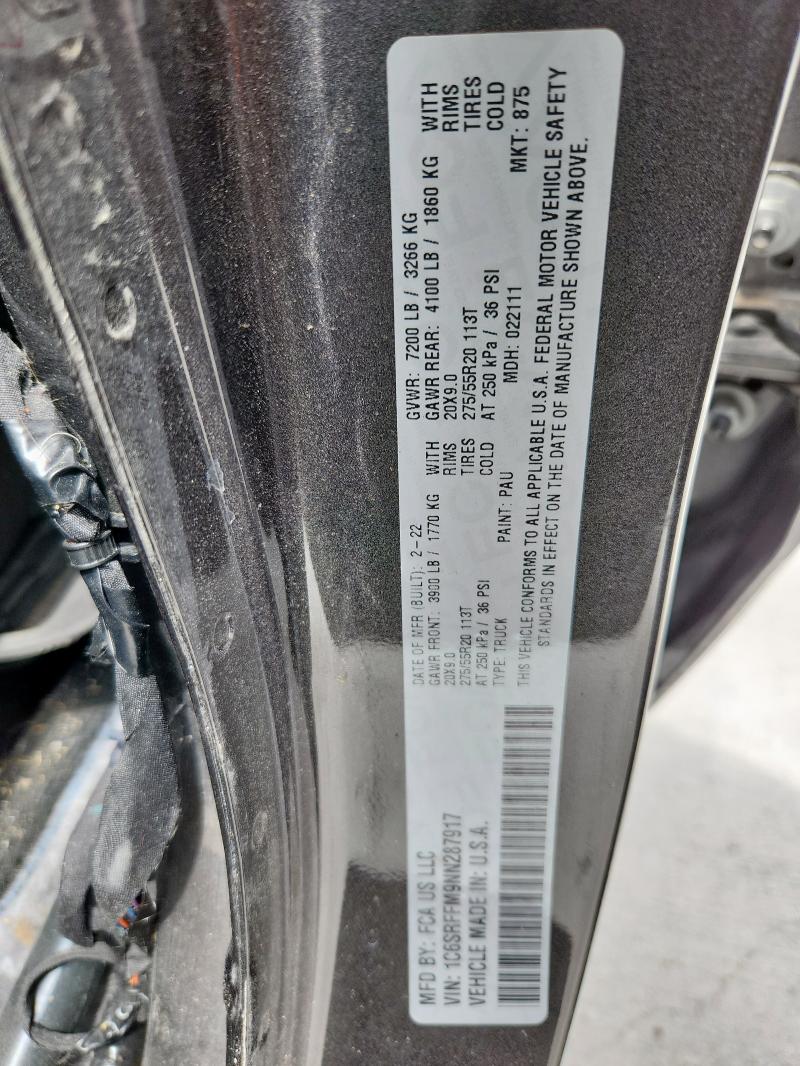 MFD BY: FCA US LLC
VIN: 1C6SRFFM9NN287917
VEHICLE MADE IN: U.S.A.
DATE OF MFR (BUILT): 2-22 GVWR: 7200 LB / 3266 KG
GAWR FRONT: 3900 LB / 1770 KG WITH GAWR REAR: 4100 LB / 1860 KG WITH
20X9.0 RIMS 20X9.0 RIMS
275/55R20 113T TIRES 275/55R20 113T TIRES
AT 250 kPa / 36 PSI COLD AT 250 kPa / 36 PSI COLD
TYPE: TRUCK PAINT: PAU MDH: 022111 MKT: 875
THIS VEHICLE CONFORMS TO ALL APPLICABLE U.S.A. FEDERAL MOTOR VEHICLE SAFETY
STANDARDS IN EFFECT ON THE DATE OF MANUFACTURE SHOWN ABOVE.